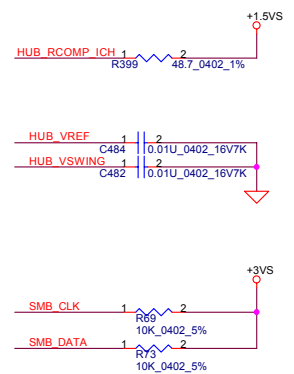 +1.5VS
HUB_RCOMP_ICH 1 2
R399 48.7_0402_1%
HUB_VREF 1 2
C484 0.01U_0402_16V7K
HUB_VSWING 1 2
C482 0.01U_0402_16V7K
+3VS
SMB_CLK 1 2
R69
10K_0402_5%
SMB_DATA 1 2
R73
10K_0402_5%